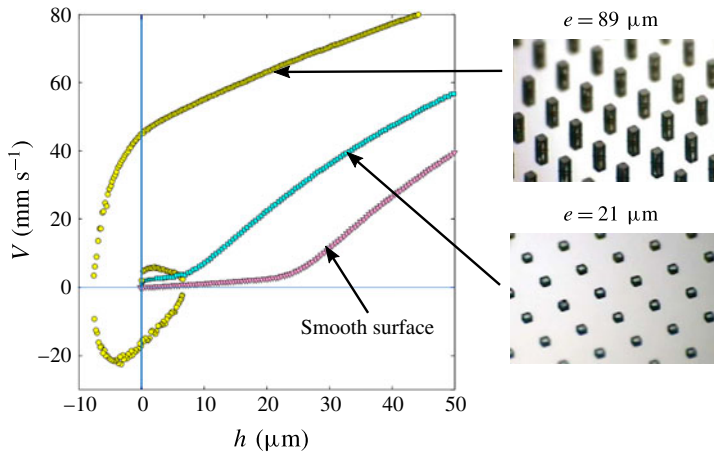 80
60
40
20
0
−20
V (mm s⁻¹)
−10
0
10
20
30
40
50
h (μm)
Smooth surface
e = 89 μm
e = 21 μm